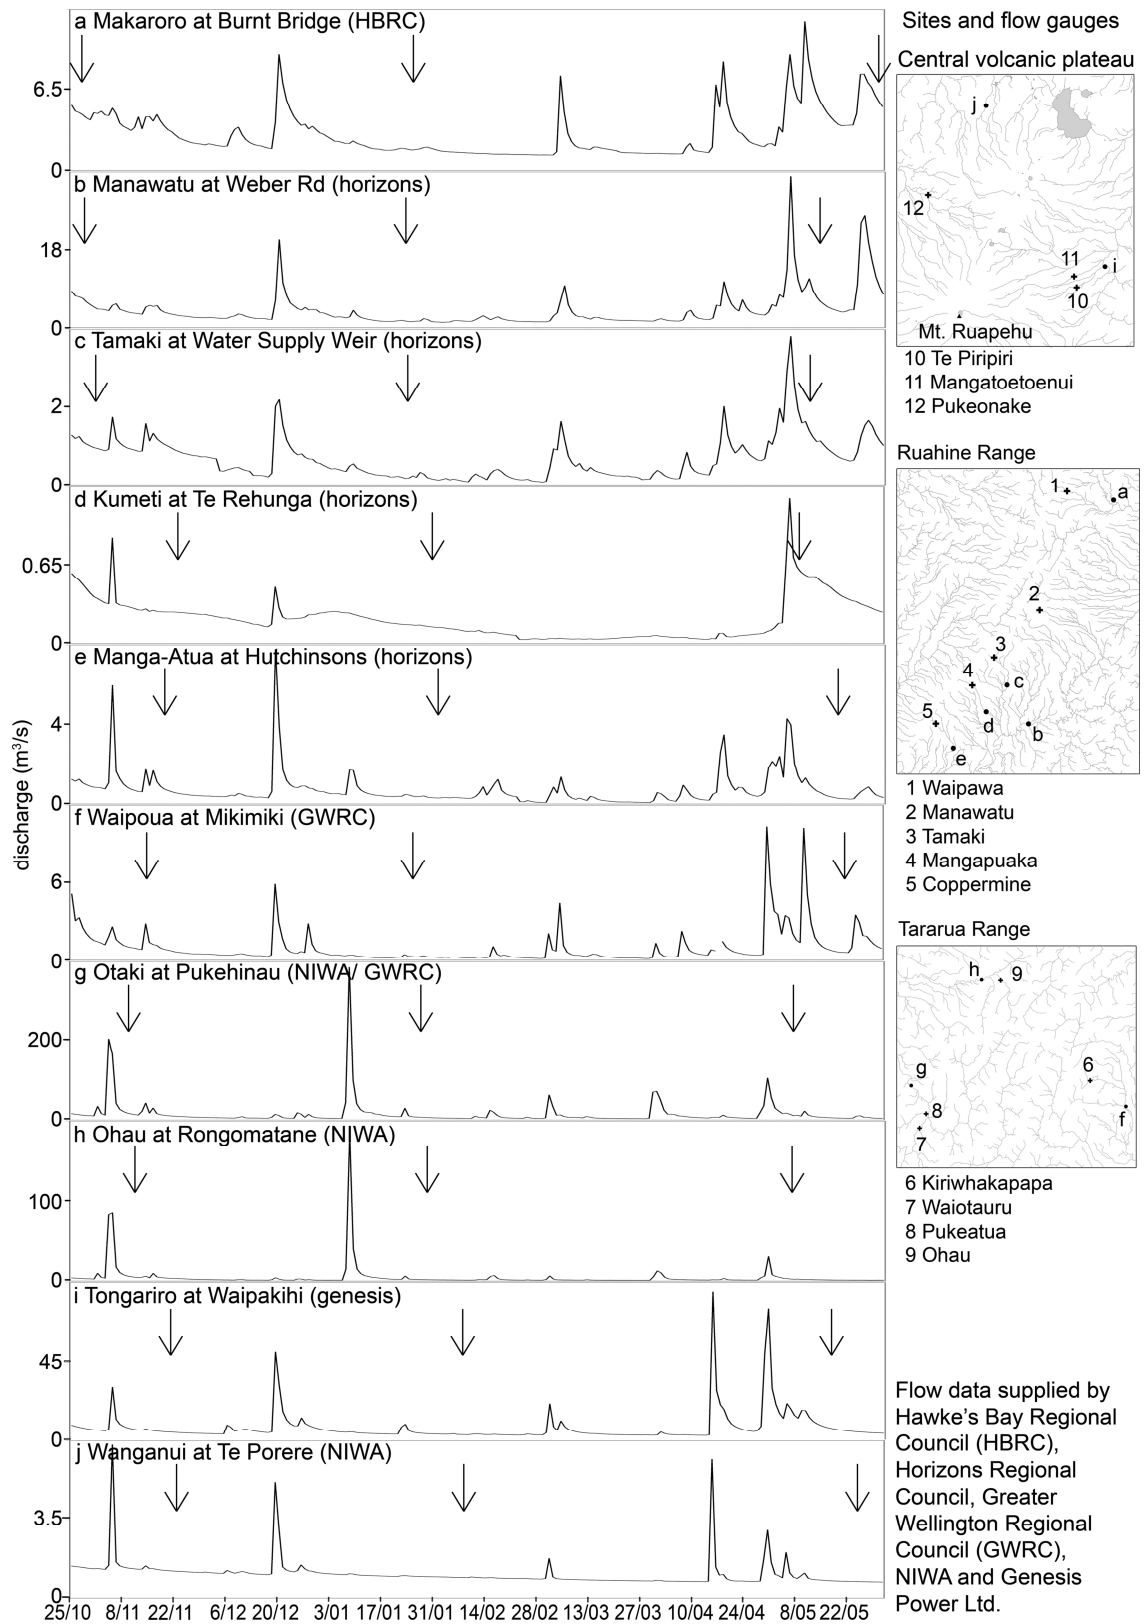 a Makaroro at Burnt Bridge (HBRC)
6.5
0
b Manawatu at Weber Rd (horizons)
18
0
c Tamaki at Water Supply Weir (horizons)
2
0
d Kumeti at Te Rehunga (horizons)
0.65
0
e Manga-Atua at Hutchinsons (horizons)
4
0
f Waipoua at Mikimiki (GWRC)
6
0
g Otaki at Pukehinau (NIWA/ GWRC)
200
0
h Ohau at Rongomatane (NIWA)
100
0
i Tongariro at Waipakihi (genesis)
45
0
j Wanganui at Te Porere (NIWA)
3.5
0
discharge (m³/s)
25/10 8/11 22/11 6/12 20/12 3/01 17/01 31/01 14/02 28/02 13/03 27/03 10/04 24/04 8/05 22/05
Sites and flow gauges
Central volcanic plateau
j
12
11
i
10
Mt. Ruapehu
10 Te Piripiri
11 Mangatoetoenui
12 Pukeonake
Ruahine Range
1
a
2
3
4
c
5
d
b
e
1 Waipawa
2 Manawatu
3 Tamaki
4 Mangapuaka
5 Coppermine
Tararua Range
h
9
g
6
8
f
7
6 Kiriwhakapapa
7 Waiotauru
8 Pukeatua
9 Ohau
Flow data supplied by
Hawke's Bay Regional
Council (HBRC),
Horizons Regional
Council, Greater
Wellington Regional
Council (GWRC),
NIWA and Genesis
Power Ltd.